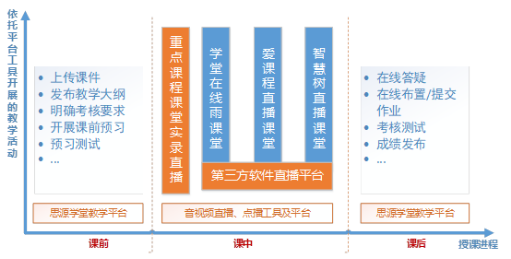 依托平台工具开展的教学活动
• 上传课件
• 发布教学大纲
• 明确考核要求
• 开展课前预习
• 预习测试
• ...
重点课程课堂实录直播
学堂在线雨课堂
爱课程直播课堂
智慧树直播课堂
第三方软件直播平台
• 在线答疑
• 在线布置/提交
作业
• 考核测试
• 成绩发布
• ...
思源学堂教学平台
音视频直播、点播工具及平台
思源学堂教学平台
课前
课中
课后
授课进程